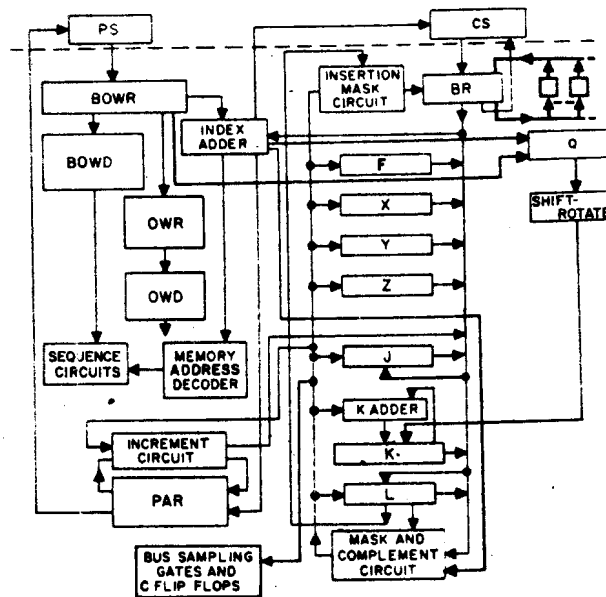 PS
CS
BOWR
INSERTION
MASK
CIRCUIT
BR
INDEX
ADDER
BOWD
Q
F
SHIFT-
ROTATE
OWR
X
Y
OWD
Z
SEQUENCE
CIRCUITS
MEMORY
ADDRESS
DECODER
J
K ADDER
INCREMENT
CIRCUIT
K
PAR
L
BUS SAMPLING
GATES AND
C FLIP FLOPS
MASK AND
COMPLEMENT
CIRCUIT